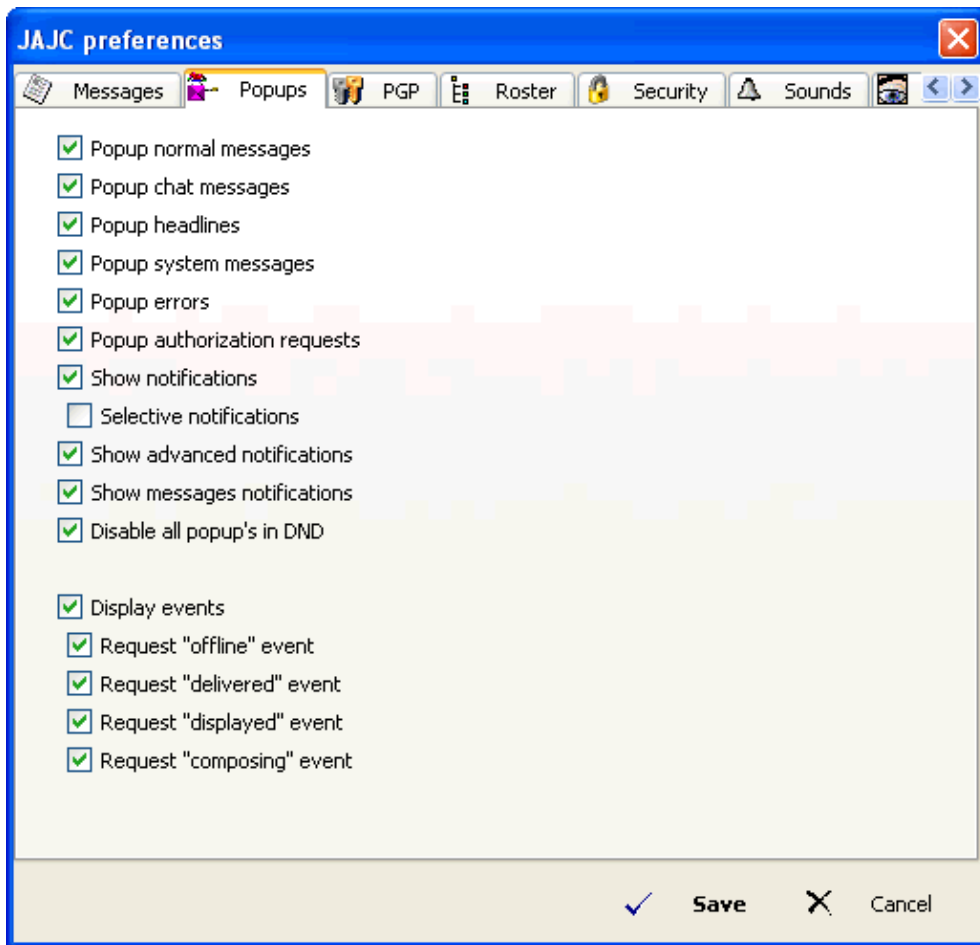 JAJC preferences
Messages Popups PGP Roster Security Sounds
Popup normal messages
Popup chat messages
Popup headlines
Popup system messages
Popup errors
Popup authorization requests
Show notifications
Selective notifications
Show advanced notifications
Show messages notifications
Disable all popup's in DND
Display events
Request "offline" event
Request "delivered" event
Request "displayed" event
Request "composing" event
Save Cancel